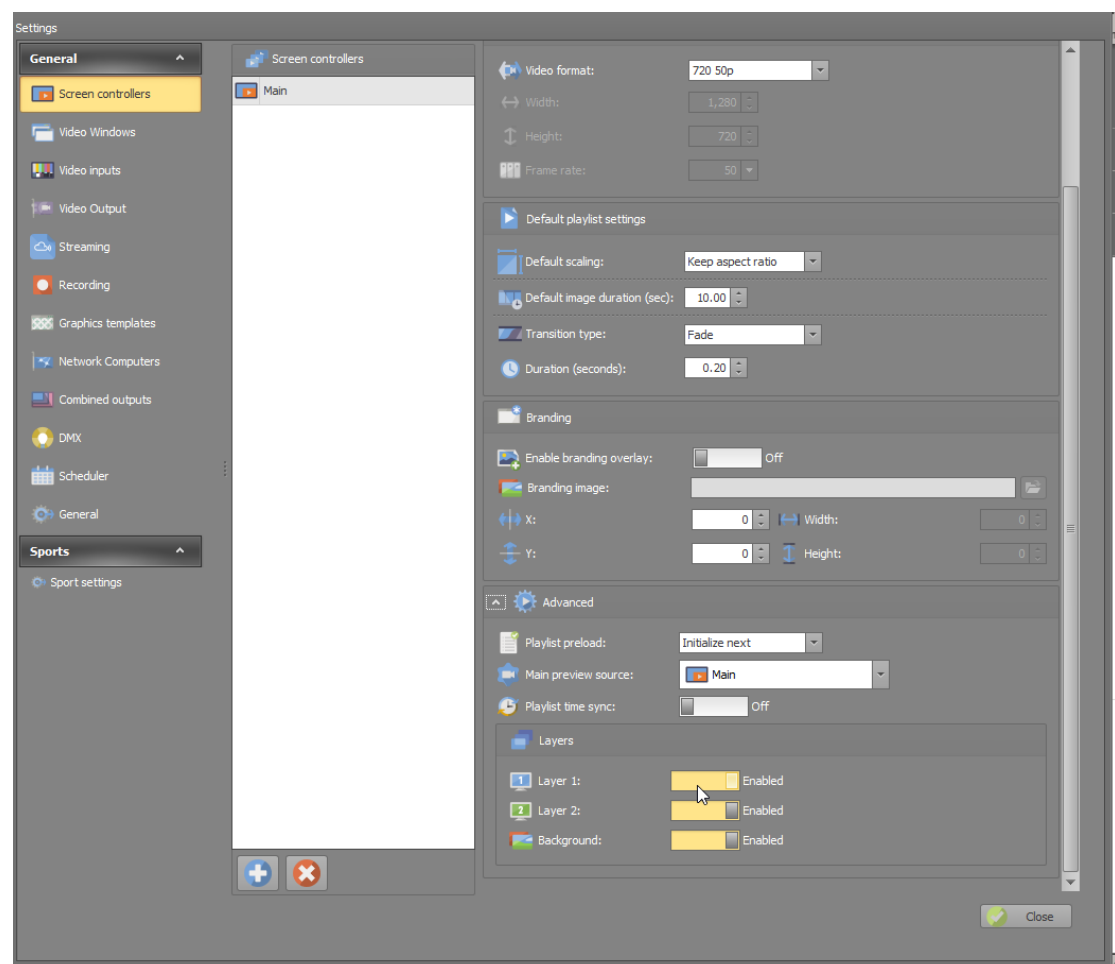 Settings
General
Screen controllers
Video Windows
Video inputs
Video Output
Streaming
Recording
Graphics templates
Network Computers
Combined outputs
DMX
Scheduler
General
Sports
Sport settings
Screen controllers
Main
Video format: 720 50p
Width: 1,280
Height: 720
Frame rate: 50
Default playlist settings
Default scaling: Keep aspect ratio
Default image duration (sec): 10.00
Transition type: Fade
Duration (seconds): 0.20
Branding
Enable branding overlay: Off
Branding image:
X: 0 Width: 0
Y: 0 Height: 0
Advanced
Playlist preload: Initialize next
Main preview source: Main
Playlist time sync: Off
Layers
1 Layer 1: Enabled
2 Layer 2: Enabled
Background: Enabled
Close